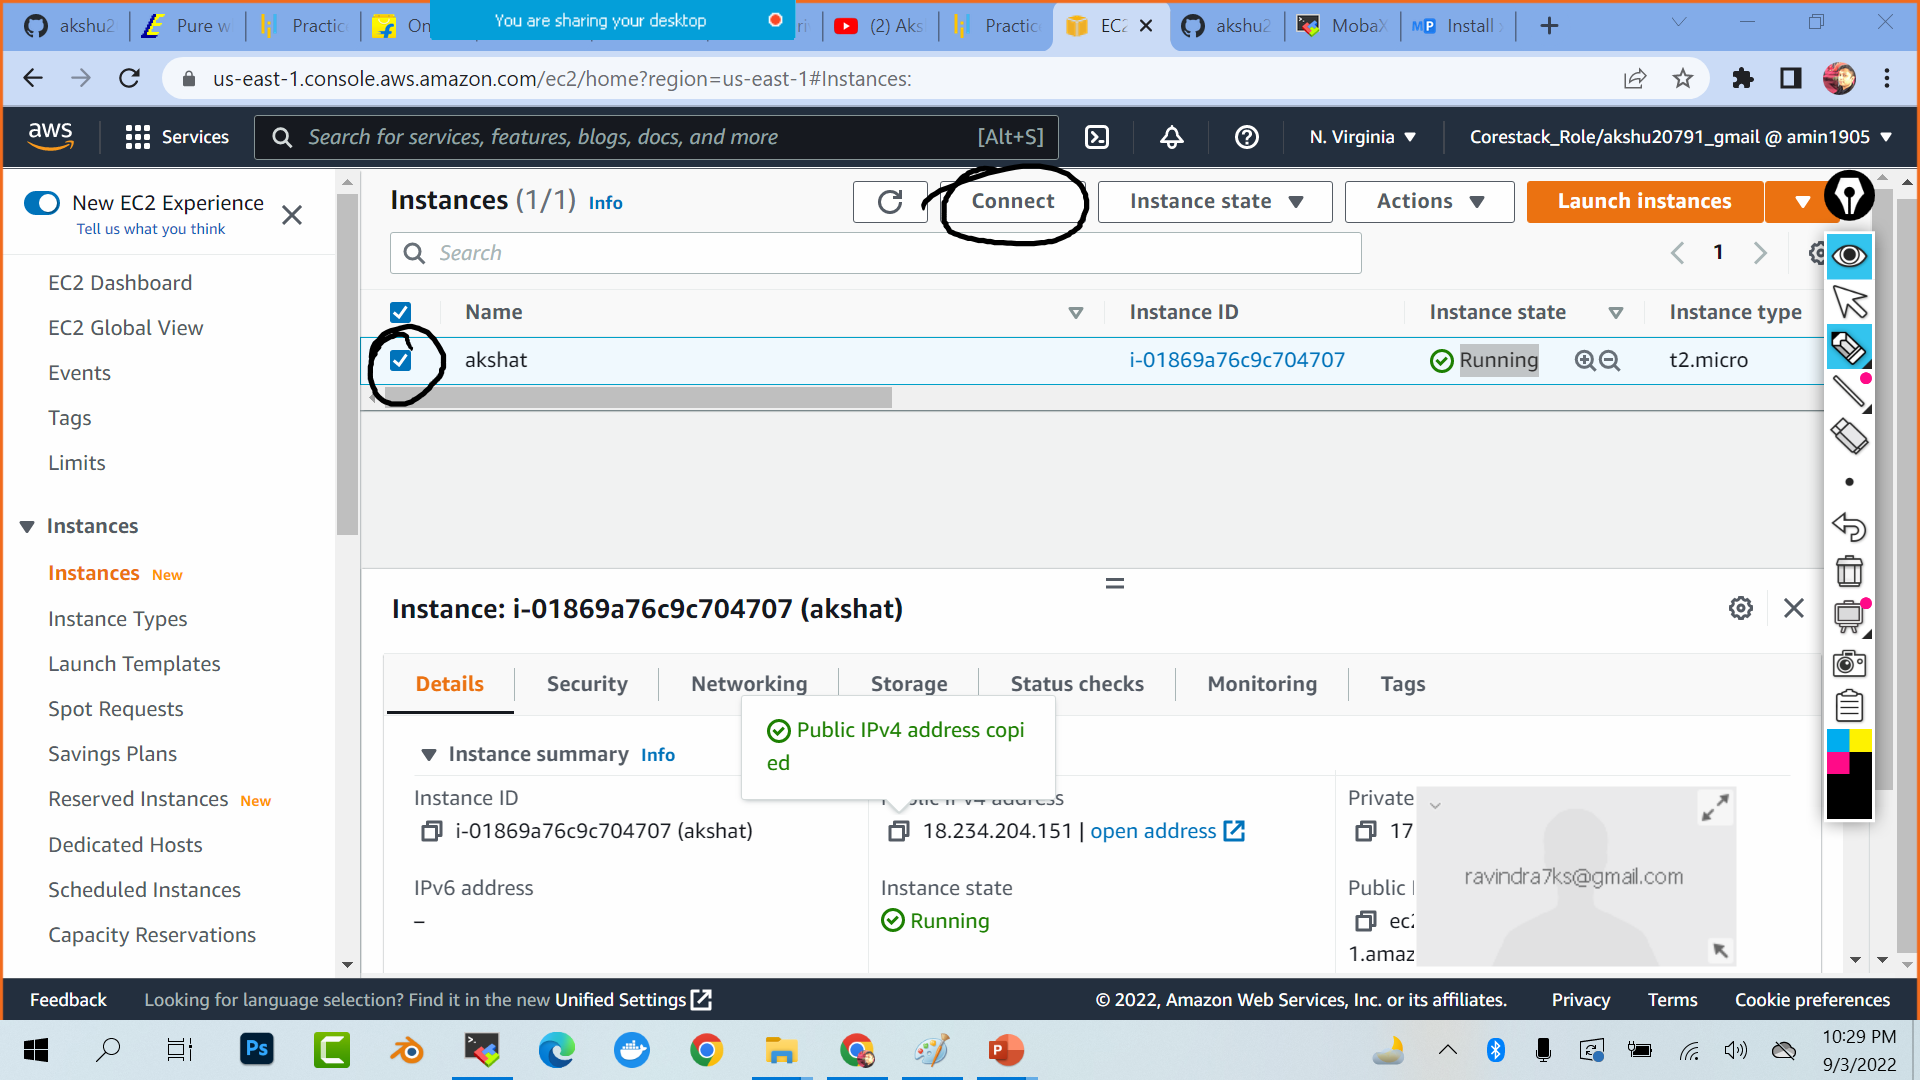 akshu2
Pure w
Practic
On
You are sharing your desktop
(2) Aks
Practic
EC2
akshu2
MobaX
Install x
us-east-1.console.aws.amazon.com/ec2/home?region=us-east-1#Instances:
aws
Services
Search for services, features, blogs, docs, and more
[Alt+S]
N. Virginia
Corestack_Role/akshu20791_gmail @ amin1905
New EC2 Experience
Tell us what you think
EC2 Dashboard
EC2 Global View
Events
Tags
Limits
Instances
Instances New
Instance Types
Launch Templates
Spot Requests
Savings Plans
Reserved Instances New
Dedicated Hosts
Scheduled Instances
Capacity Reservations
Instances (1/1) Info
Connect
Instance state
Actions
Launch instances
Search
1
Name
Instance ID
Instance state
Instance type
akshat
i-01869a76c9c704707
Running
t2.micro
Instance: i-01869a76c9c704707 (akshat)
Details
Security
Networking
Storage
Status checks
Monitoring
Tags
Public IPv4 address copi
ed
Instance summary Info
Instance ID
i-01869a76c9c704707 (akshat)
Public IPv4 address
18.234.204.151 | open address
Private
17
IPv6 address
–
Instance state
Running
Public I
ec2
1.amaz
ravindra7ks@gmail.com
Feedback
Looking for language selection? Find it in the new Unified Settings
© 2022, Amazon Web Services, Inc. or its affiliates.
Privacy
Terms
Cookie preferences
Ps
C
P
10:29 PM
9/3/2022